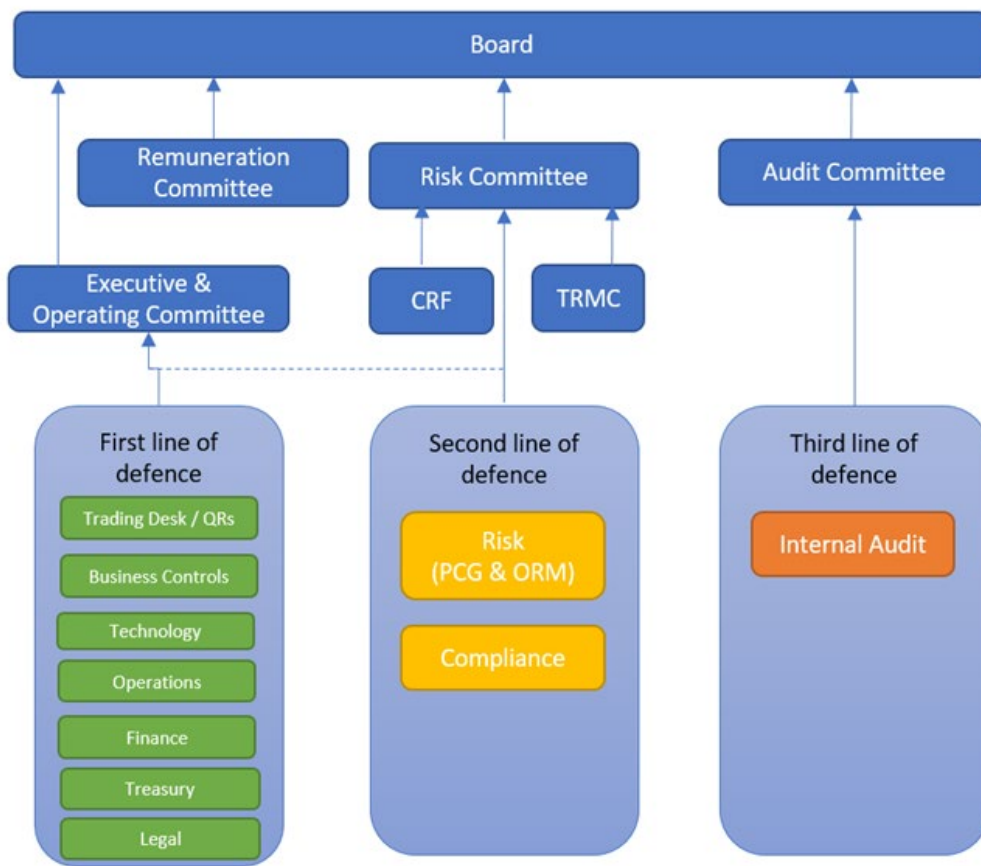 Board
Remuneration
Committee
Risk Committee
Audit Committee
Executive &
Operating Committee
CRF
TRMC
First line of
defence
Trading Desk / QRs
Business Controls
Technology
Operations
Finance
Treasury
Legal
Second line of
defence
Risk
(PCG & ORM)
Compliance
Third line of
defence
Internal Audit